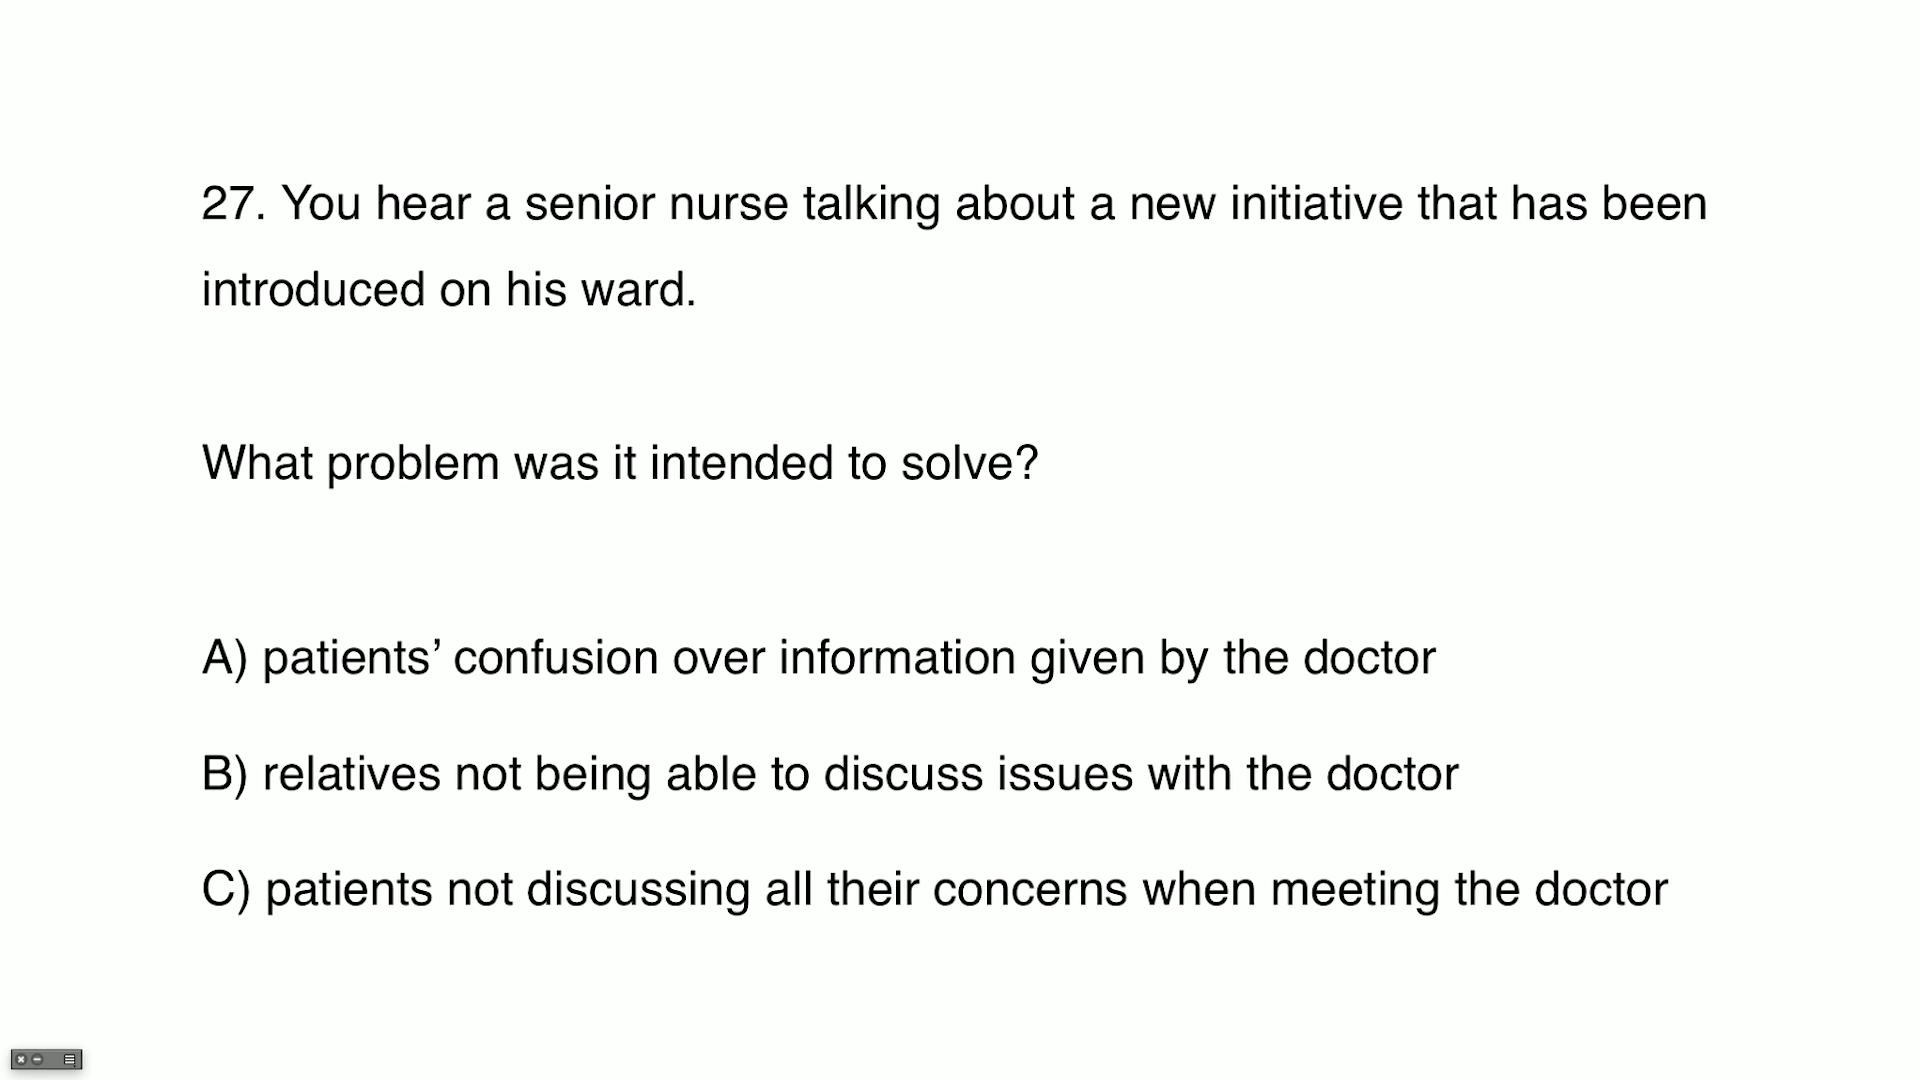 27. You hear a senior nurse talking about a new initiative that has been
introduced on his ward.
What problem was it intended to solve?
A) patients’ confusion over information given by the doctor
B) relatives not being able to discuss issues with the doctor
C) patients not discussing all their concerns when meeting the doctor